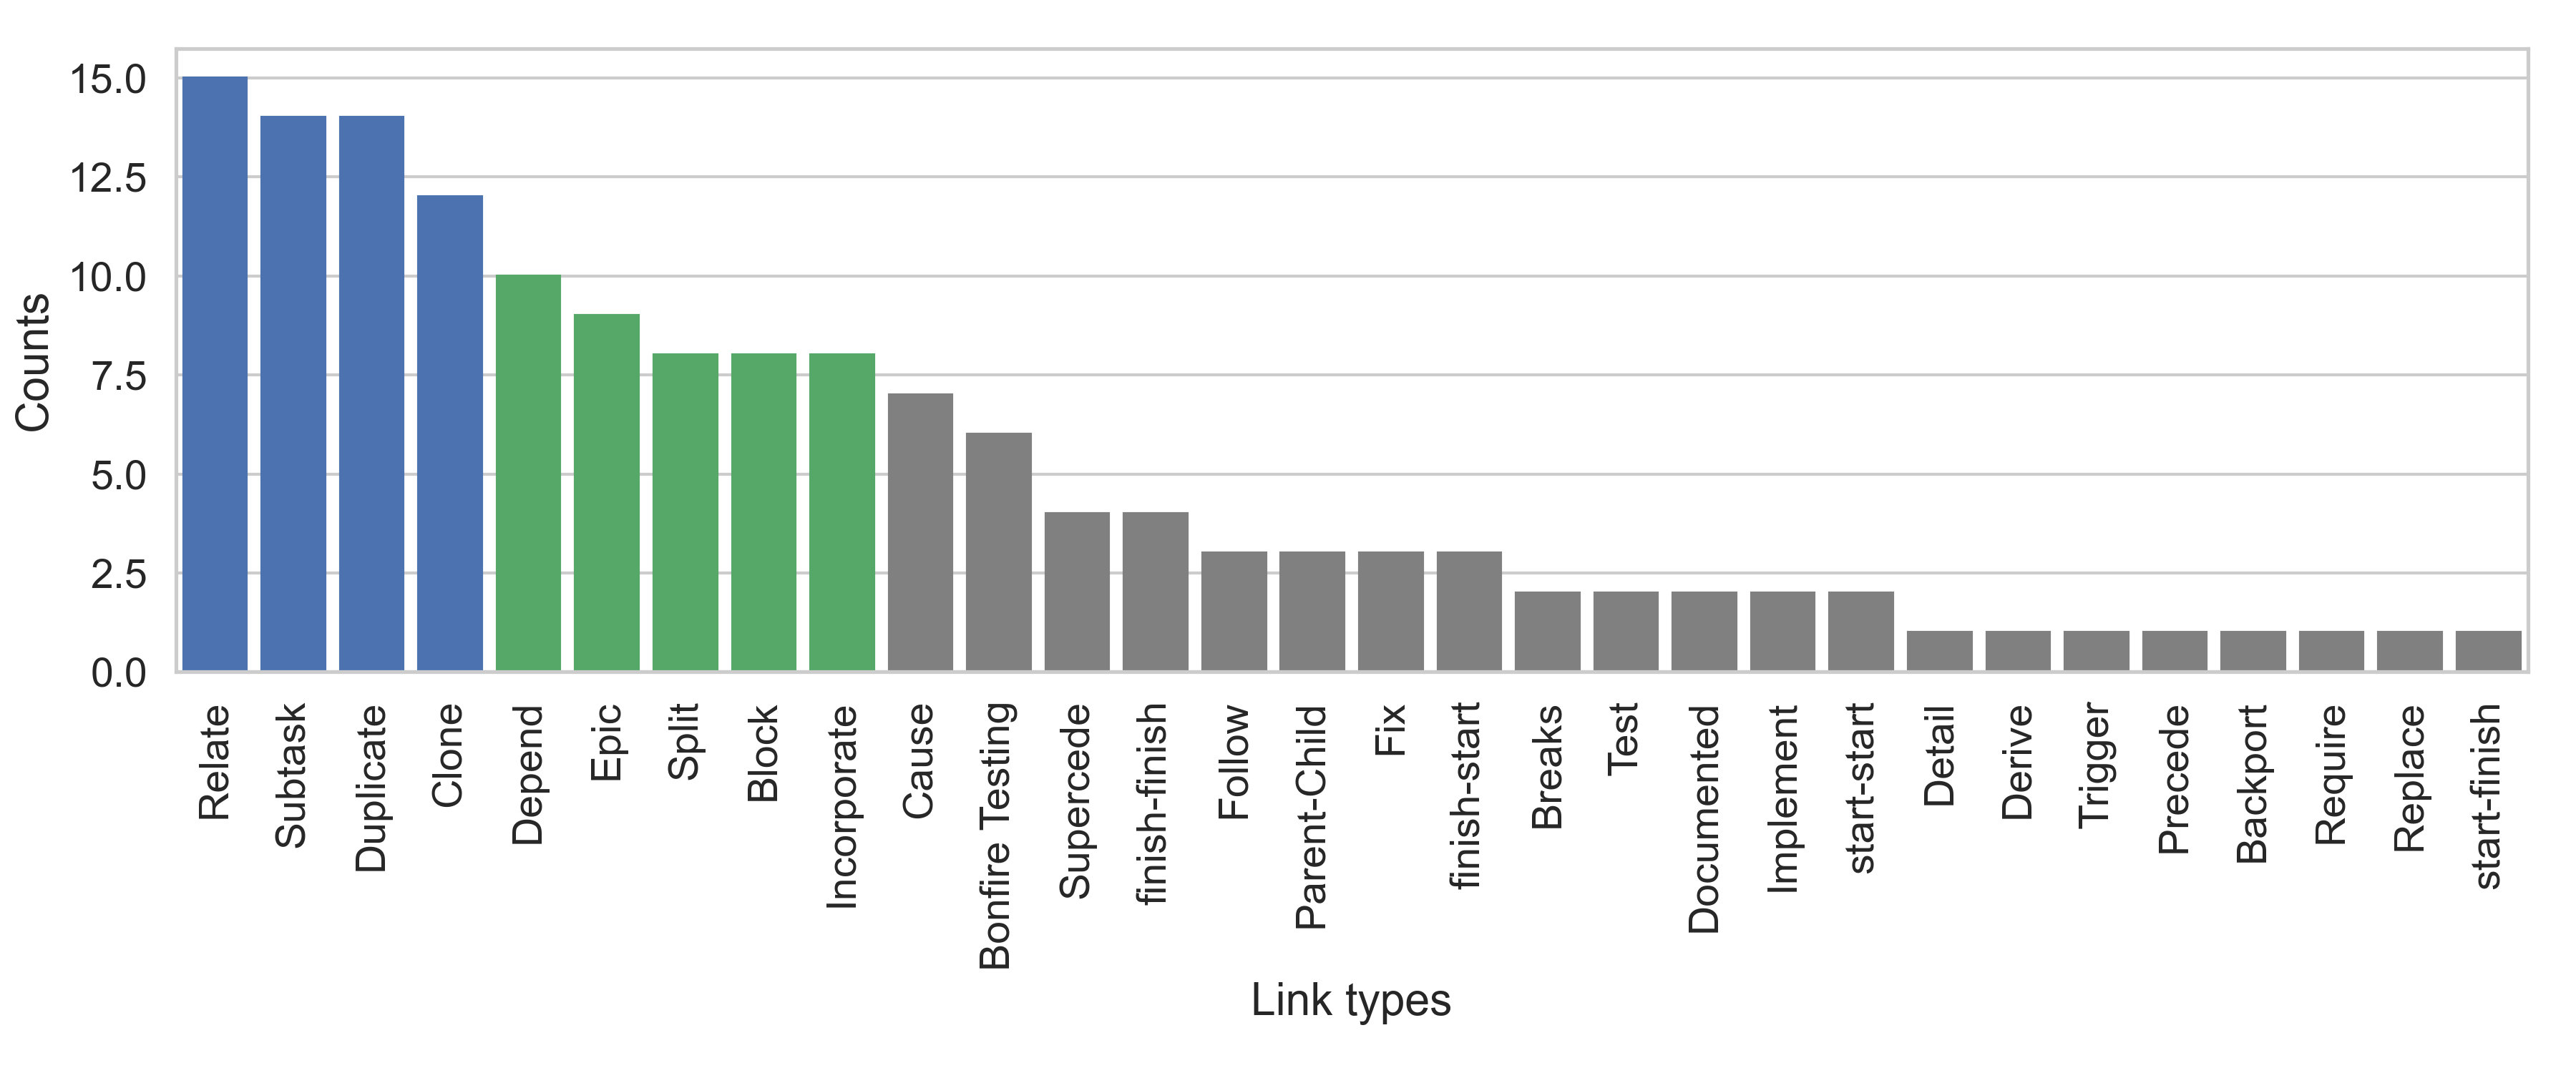 15.0
12.5
10.0
7.5
5.0
2.5
0.0
Counts
Relate
Subtask
Duplicate
Clone
Depend
Epic
Split
Block
Incorporate
Cause
Bonfire Testing
Supercede
finish-finish
Follow
Parent-Child
Fix
finish-start
Breaks
Test
Documented
Implement
start-start
Detail
Derive
Trigger
Precede
Backport
Require
Replace
start-finish
Link types